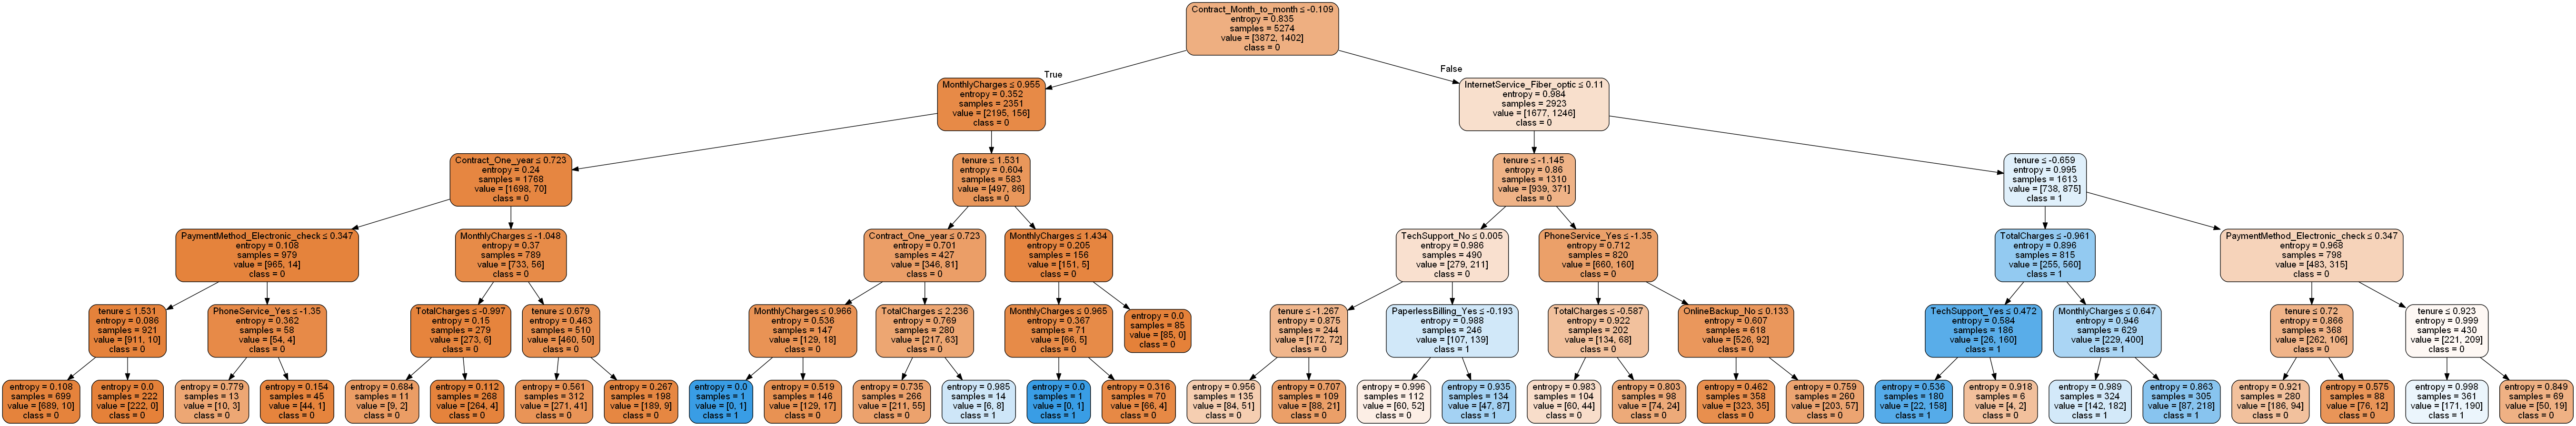 Contract_Month_to_month ≤ -0.109
entropy = 0.835
samples = 5274
value = [3872, 1402]
class = 0
True
False
MonthlyCharges ≤ 0.955
entropy = 0.352
samples = 2351
value = [2195, 156]
class = 0
InternetService_Fiber_optic ≤ 0.11
entropy = 0.984
samples = 2923
value = [1677, 1246]
class = 0
Contract_One_year ≤ 0.723
entropy = 0.24
samples = 1768
value = [1698, 70]
class = 0
tenure ≤ 1.531
entropy = 0.604
samples = 583
value = [497, 86]
class = 0
tenure ≤ -1.145
entropy = 0.86
samples = 1310
value = [939, 371]
class = 0
tenure ≤ -0.659
entropy = 0.995
samples = 1613
value = [738, 875]
class = 1
PaymentMethod_Electronic_check ≤ 0.347
entropy = 0.108
samples = 979
value = [965, 14]
class = 0
MonthlyCharges ≤ -1.048
entropy = 0.37
samples = 789
value = [733, 56]
class = 0
Contract_One_year ≤ 0.723
entropy = 0.701
samples = 427
value = [346, 81]
class = 0
MonthlyCharges ≤ 1.434
entropy = 0.205
samples = 156
value = [151, 5]
class = 0
TechSupport_No ≤ 0.005
entropy = 0.986
samples = 490
value = [279, 211]
class = 0
PhoneService_Yes ≤ -1.35
entropy = 0.712
samples = 820
value = [660, 160]
class = 0
TotalCharges ≤ -0.961
entropy = 0.896
samples = 815
value = [255, 560]
class = 1
PaymentMethod_Electronic_check ≤ 0.347
entropy = 0.968
samples = 798
value = [483, 315]
class = 0
tenure ≤ 1.531
entropy = 0.086
samples = 921
value = [911, 10]
class = 0
PhoneService_Yes ≤ -1.35
entropy = 0.362
samples = 58
value = [54, 4]
class = 0
TotalCharges ≤ -0.997
entropy = 0.15
samples = 279
value = [273, 6]
class = 0
tenure ≤ 0.679
entropy = 0.463
samples = 510
value = [460, 50]
class = 0
MonthlyCharges ≤ 0.966
entropy = 0.536
samples = 147
value = [129, 18]
class = 0
TotalCharges ≤ 2.236
entropy = 0.769
samples = 280
value = [217, 63]
class = 0
MonthlyCharges ≤ 0.965
entropy = 0.367
samples = 71
value = [66, 5]
class = 0
entropy = 0.0
samples = 85
value = [85, 0]
class = 0
tenure ≤ -1.267
entropy = 0.875
samples = 244
value = [172, 72]
class = 0
PaperlessBilling_Yes ≤ -0.193
entropy = 0.988
samples = 246
value = [107, 139]
class = 1
TotalCharges ≤ -0.587
entropy = 0.922
samples = 202
value = [134, 68]
class = 0
OnlineBackup_No ≤ 0.133
entropy = 0.607
samples = 618
value = [526, 92]
class = 0
TechSupport_Yes ≤ 0.472
entropy = 0.584
samples = 186
value = [26, 160]
class = 1
MonthlyCharges ≤ 0.647
entropy = 0.946
samples = 629
value = [229, 400]
class = 1
tenure ≤ 0.72
entropy = 0.866
samples = 368
value = [262, 106]
class = 0
tenure ≤ 0.923
entropy = 0.999
samples = 430
value = [221, 209]
class = 0
entropy = 0.108
samples = 699
value = [689, 10]
class = 0
entropy = 0.0
samples = 222
value = [222, 0]
class = 0
entropy = 0.779
samples = 13
value = [10, 3]
class = 0
entropy = 0.154
samples = 45
value = [44, 1]
class = 0
entropy = 0.684
samples = 11
value = [9, 2]
class = 0
entropy = 0.112
samples = 268
value = [264, 4]
class = 0
entropy = 0.561
samples = 312
value = [271, 41]
class = 0
entropy = 0.267
samples = 198
value = [189, 9]
class = 0
entropy = 0.0
samples = 1
value = [0, 1]
class = 1
entropy = 0.519
samples = 146
value = [129, 17]
class = 0
entropy = 0.735
samples = 266
value = [211, 55]
class = 0
entropy = 0.985
samples = 14
value = [6, 8]
class = 1
entropy = 0.0
samples = 1
value = [0, 1]
class = 1
entropy = 0.316
samples = 70
value = [66, 4]
class = 0
entropy = 0.956
samples = 135
value = [84, 51]
class = 0
entropy = 0.707
samples = 109
value = [88, 21]
class = 0
entropy = 0.996
samples = 112
value = [60, 52]
class = 0
entropy = 0.935
samples = 134
value = [47, 87]
class = 1
entropy = 0.983
samples = 104
value = [60, 44]
class = 0
entropy = 0.803
samples = 98
value = [74, 24]
class = 0
entropy = 0.462
samples = 358
value = [323, 35]
class = 0
entropy = 0.759
samples = 260
value = [203, 57]
class = 0
entropy = 0.536
samples = 180
value = [22, 158]
class = 1
entropy = 0.918
samples = 6
value = [4, 2]
class = 0
entropy = 0.989
samples = 324
value = [142, 182]
class = 1
entropy = 0.863
samples = 305
value = [87, 218]
class = 1
entropy = 0.921
samples = 280
value = [186, 94]
class = 0
entropy = 0.575
samples = 88
value = [76, 12]
class = 0
entropy = 0.998
samples = 361
value = [171, 190]
class = 1
entropy = 0.849
samples = 69
value = [50, 19]
class = 0